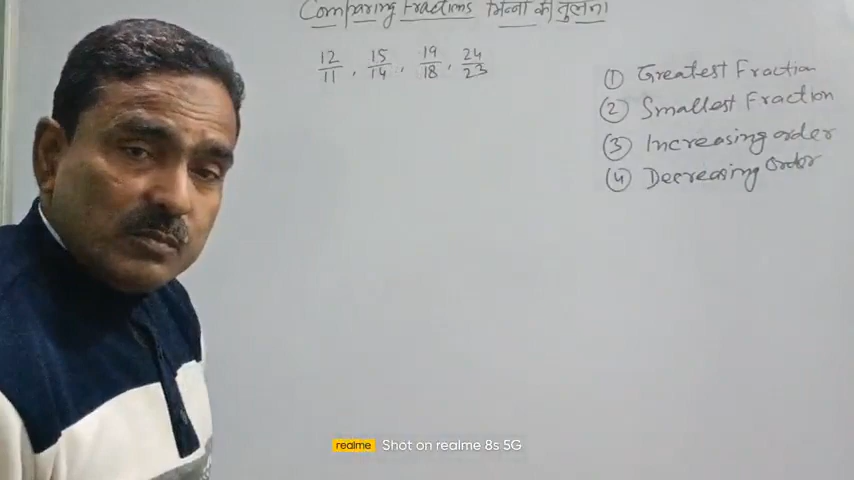 Comparing Fractions भिन्नों की तुलना
12/11, 15/14, 19/18, 24/23
① Greatest Fraction
② Smallest Fraction
③ Increasing order
④ Decreasing Order
realme Shot on realme 8s 5G